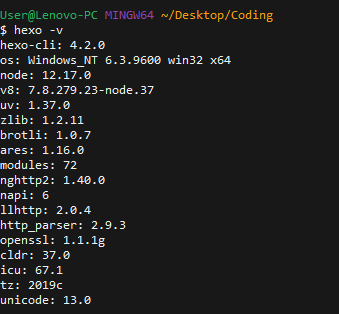 User@Lenovo-PC MINGW64 ~/Desktop/Coding
$ hexo -v
hexo-cli: 4.2.0
os: Windows_NT 6.3.9600 win32 x64
node: 12.17.0
v8: 7.8.279.23-node.37
uv: 1.37.0
zlib: 1.2.11
brotli: 1.0.7
ares: 1.16.0
modules: 72
nghttp2: 1.40.0
napi: 6
llhttp: 2.0.4
http_parser: 2.9.3
openssl: 1.1.1g
cldr: 37.0
icu: 67.1
tz: 2019c
unicode: 13.0